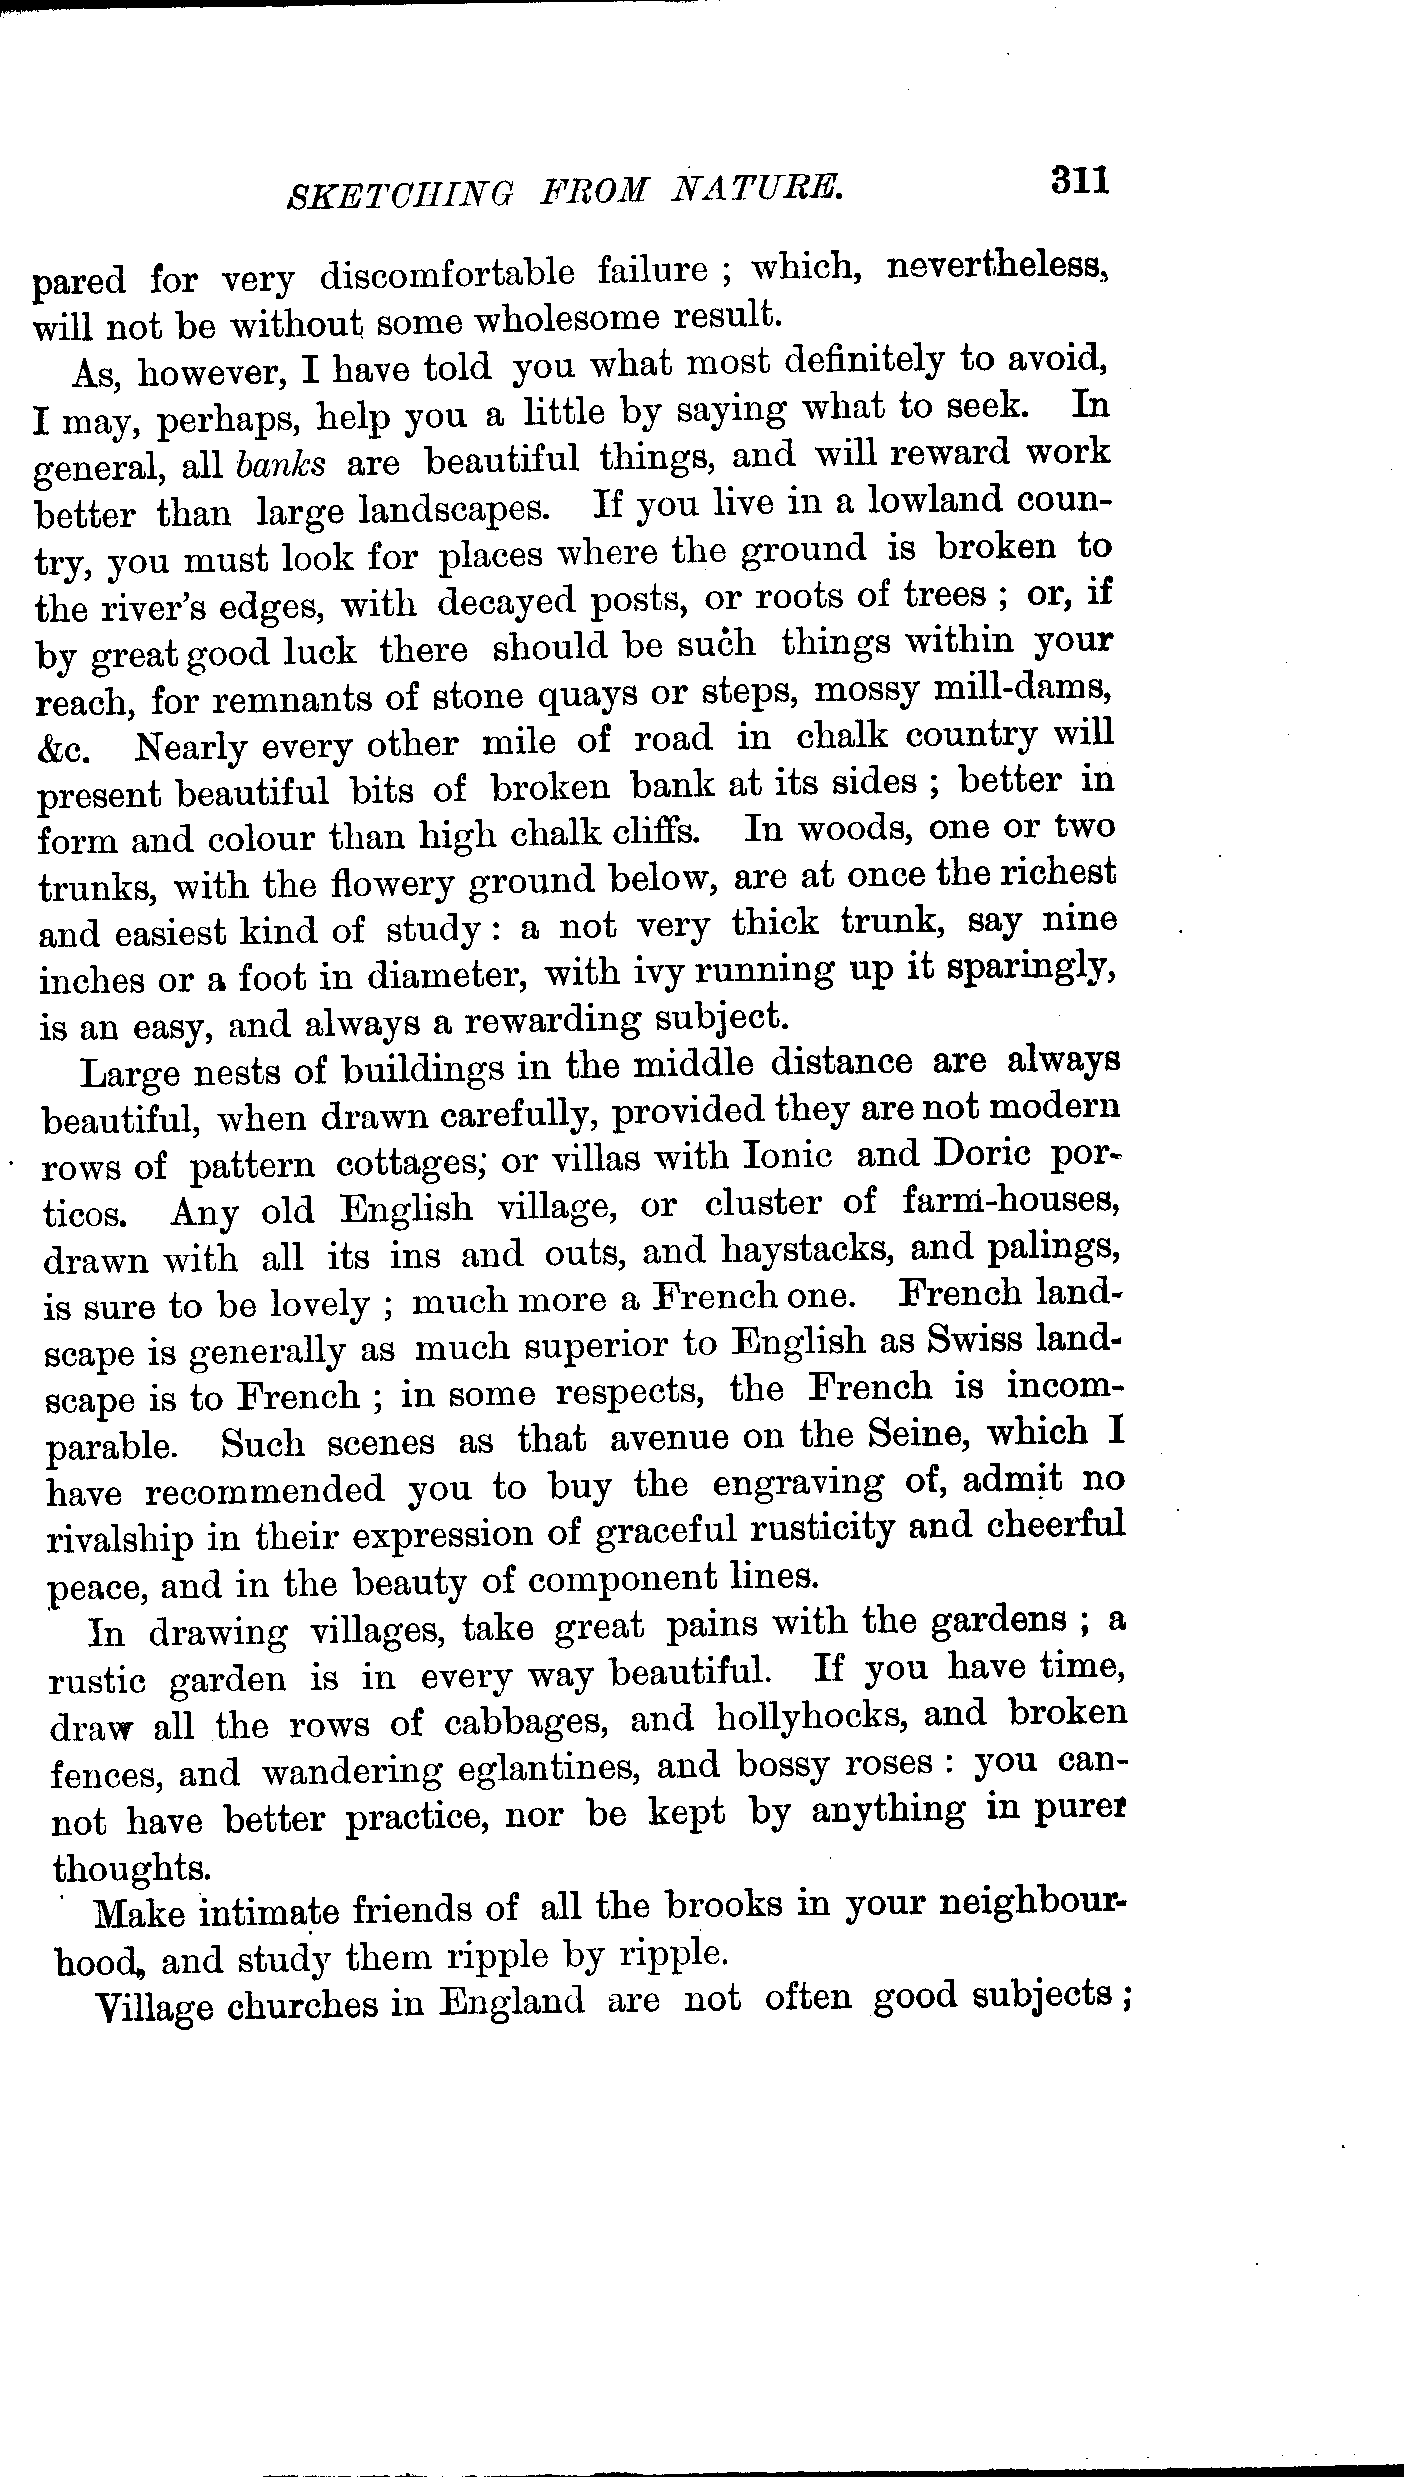 SKETCHING FROM NATURE. 311
pared for very discomfortable failure ; which, nevertheless,
will not be without some wholesome result.
As, however, I have told you what most definitely to avoid,
I may, perhaps, help you a little by saying what to seek. In
general, all banks are beautiful things, and will reward work
better than large landscapes. If you live in a lowland coun-
try, you must look for places where the ground is broken to
the river's edges, with decayed posts, or roots of trees ; or, if
by great good luck there should be such things within your
reach, for remnants of stone quays or steps, mossy mill-dams,
&c. Nearly every other mile of road in chalk country will
present beautiful bits of broken bank at its sides ; better in
form and colour than high chalk cliffs. In woods, one or two
trunks, with the flowery ground below, are at once the richest
and easiest kind of study : a not very thick trunk, say nine
inches or a foot in diameter, with ivy running up it sparingly,
is an easy, and always a rewarding subject.
Large nests of buildings in the middle distance are always
beautiful, when drawn carefully, provided they are not modern
rows of pattern cottages, or villas with Ionic and Doric por-
ticos. Any old English village, or cluster of farm-houses,
drawn with all its ins and outs, and haystacks, and palings,
is sure to be lovely ; much more a French one. French land-
scape is generally as much superior to English as Swiss land-
scape is to French ; in some respects, the French is incom-
parable. Such scenes as that avenue on the Seine, which I
have recommended you to buy the engraving of, admit no
rivalship in their expression of graceful rusticity and cheerful
peace, and in the beauty of component lines.
In drawing villages, take great pains with the gardens ; a
rustic garden is in every way beautiful. If you have time,
draw all the rows of cabbages, and hollyhocks, and broken
fences, and wandering eglantines, and bossy roses : you can-
not have better practice, nor be kept by anything in purer
thoughts.
Make intimate friends of all the brooks in your neighbour-
hood, and study them ripple by ripple.
Village churches in England are not often good subjects ;